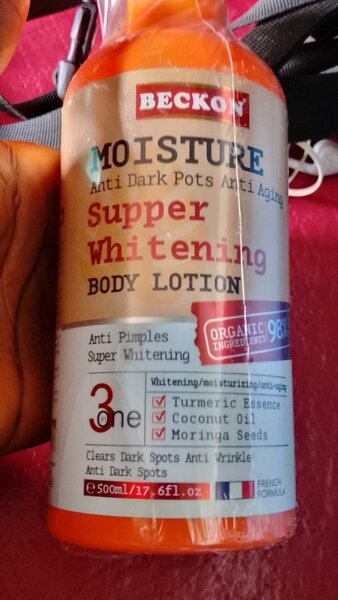 BECKON
MOISTURE
Anti Dark Pots Anti Aging
Supper
Whitening
BODY LOTION
ORGANIC
INGREDIENTS
98%
Anti Pimples
Super Whitening
3 in one
Whitening/moisturizing/anti-aging
Turmeric Essence
Coconut Oil
Moringa Seeds
Clears Dark Spots Anti Wrinkle
Anti Dark Spots
℮500ml/17.6fl.oz
FRENCH
FORMULA